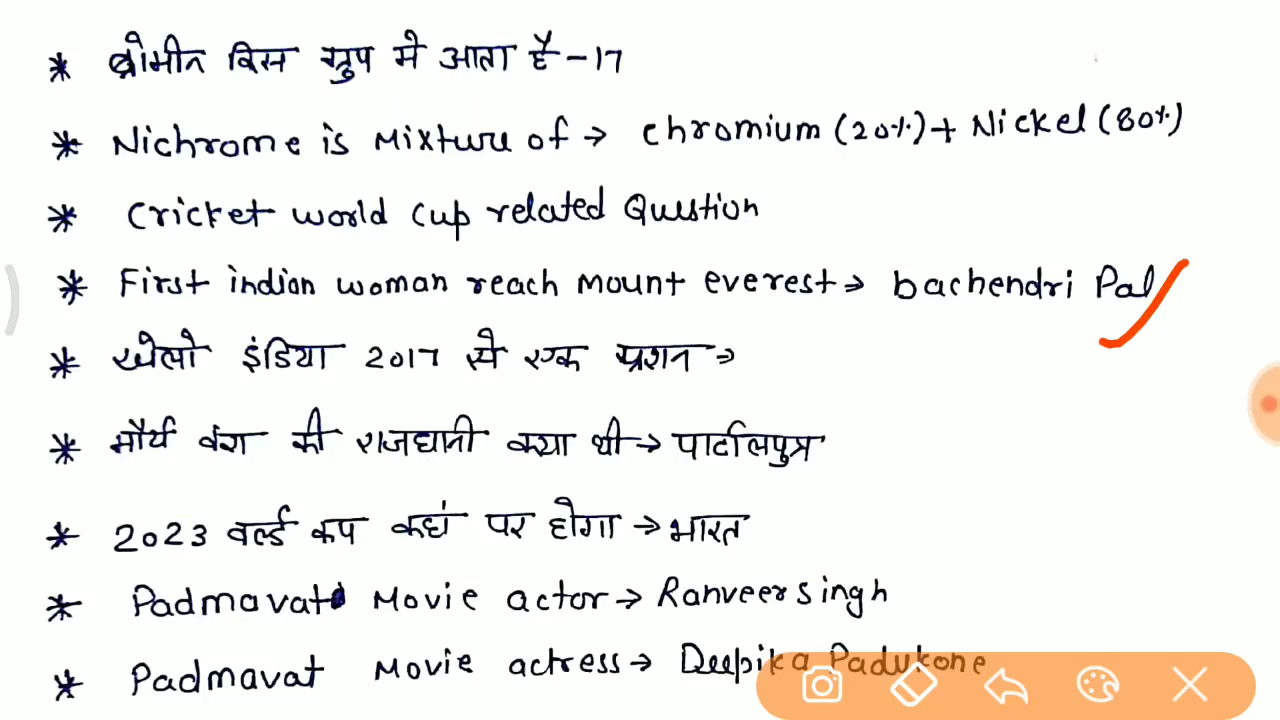 * ब्रोमीन किस ग्रुप में आता है -17
* Nichrome is Mixture of → chromium (20%) + Nickel (80%)
* Cricket world cup related Question
* First indian woman reach mount everest → bachendri Pal
* खेलो इंडिया 2017 से एक प्रशन →
* मौर्य वंश की राजधानी क्या थी → पाटलिपुत्र
* 2023 वर्ल्ड कप कहां पर होगा → भारत
* Padmavat Movie actor → Ranveer singh
* Padmavat Movie actress → Deepika Padukone